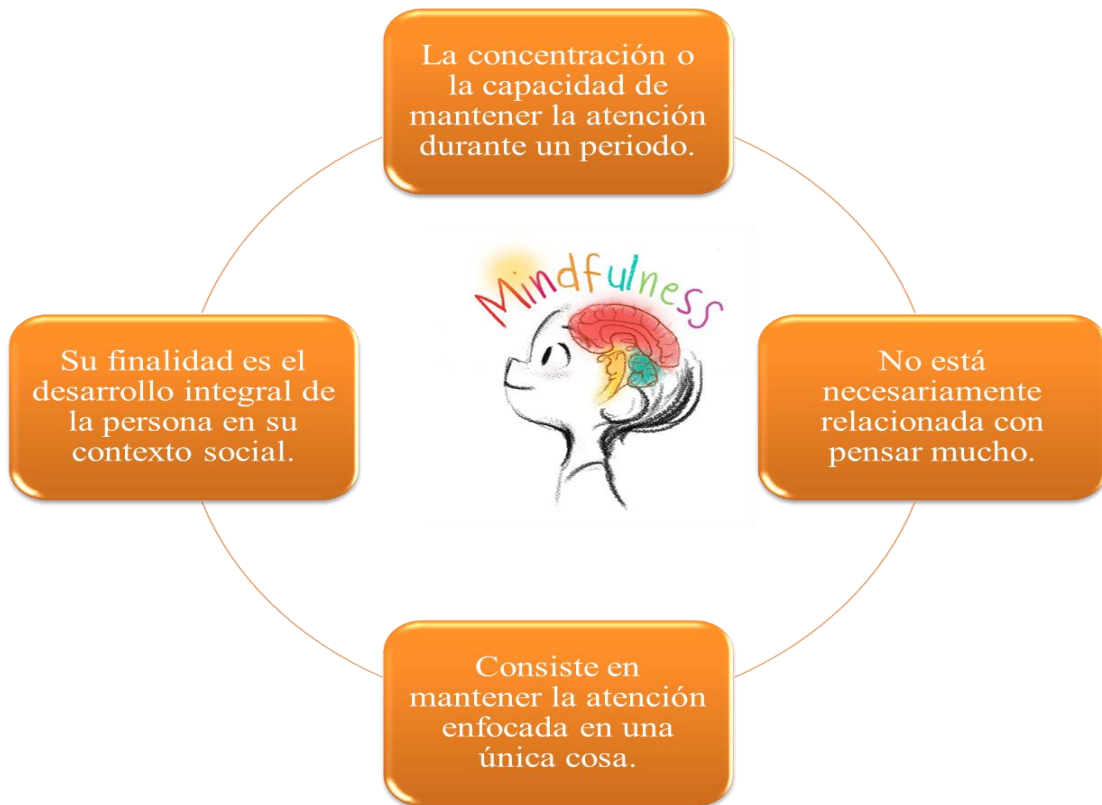 La concentración o
la capacidad de
mantener la atención
durante un periodo.
Mindfulness
Su finalidad es el
desarrollo integral de
la persona en su
contexto social.
No está
necesariamente
relacionada con
pensar mucho.
Consiste en
mantener la atención
enfocada en una
única cosa.